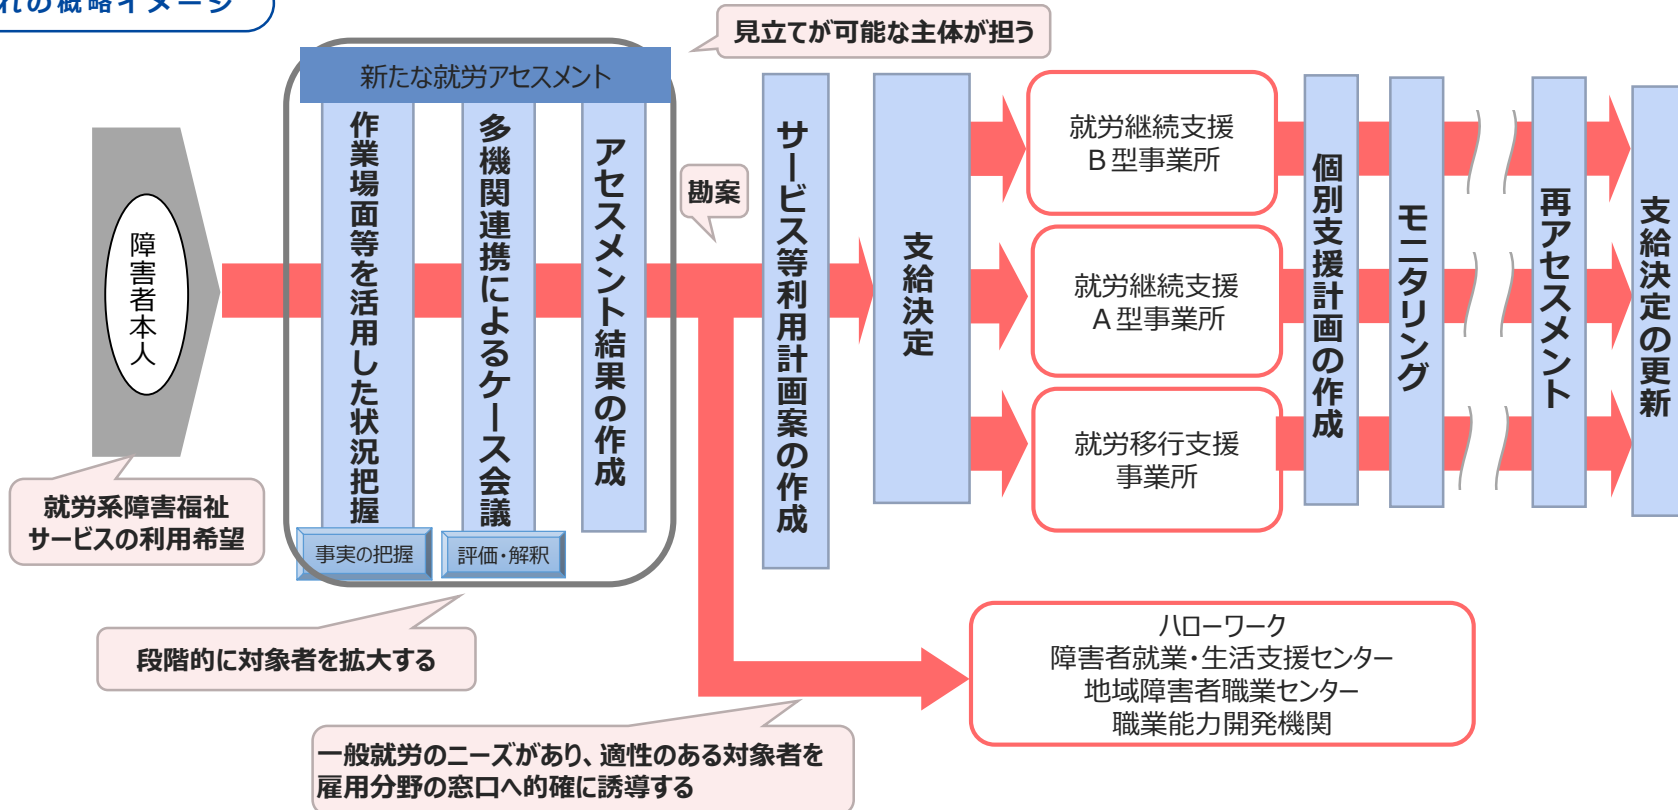 れの概略イメージ
見立てが可能な主体が担う
新たな就労アセスメント
障害者本人
作業場面等を活用した状況把握
多機関連携によるケース会議
アセスメント結果の作成
勘案
サービス等利用計画案の作成
支給決定
就労継続支援
Ｂ型事業所
就労継続支援
Ａ型事業所
就労移行支援
事業所
個別支援計画の作成
モニタリング
再アセスメント
支給決定の更新
就労系障害福祉
サービスの利用希望
事実の把握
評価・解釈
段階的に対象者を拡大する
ハローワーク
障害者就業・生活支援センター
地域障害者職業センター
職業能力開発機関
一般就労のニーズがあり、適性のある対象者を
雇用分野の窓口へ的確に誘導する